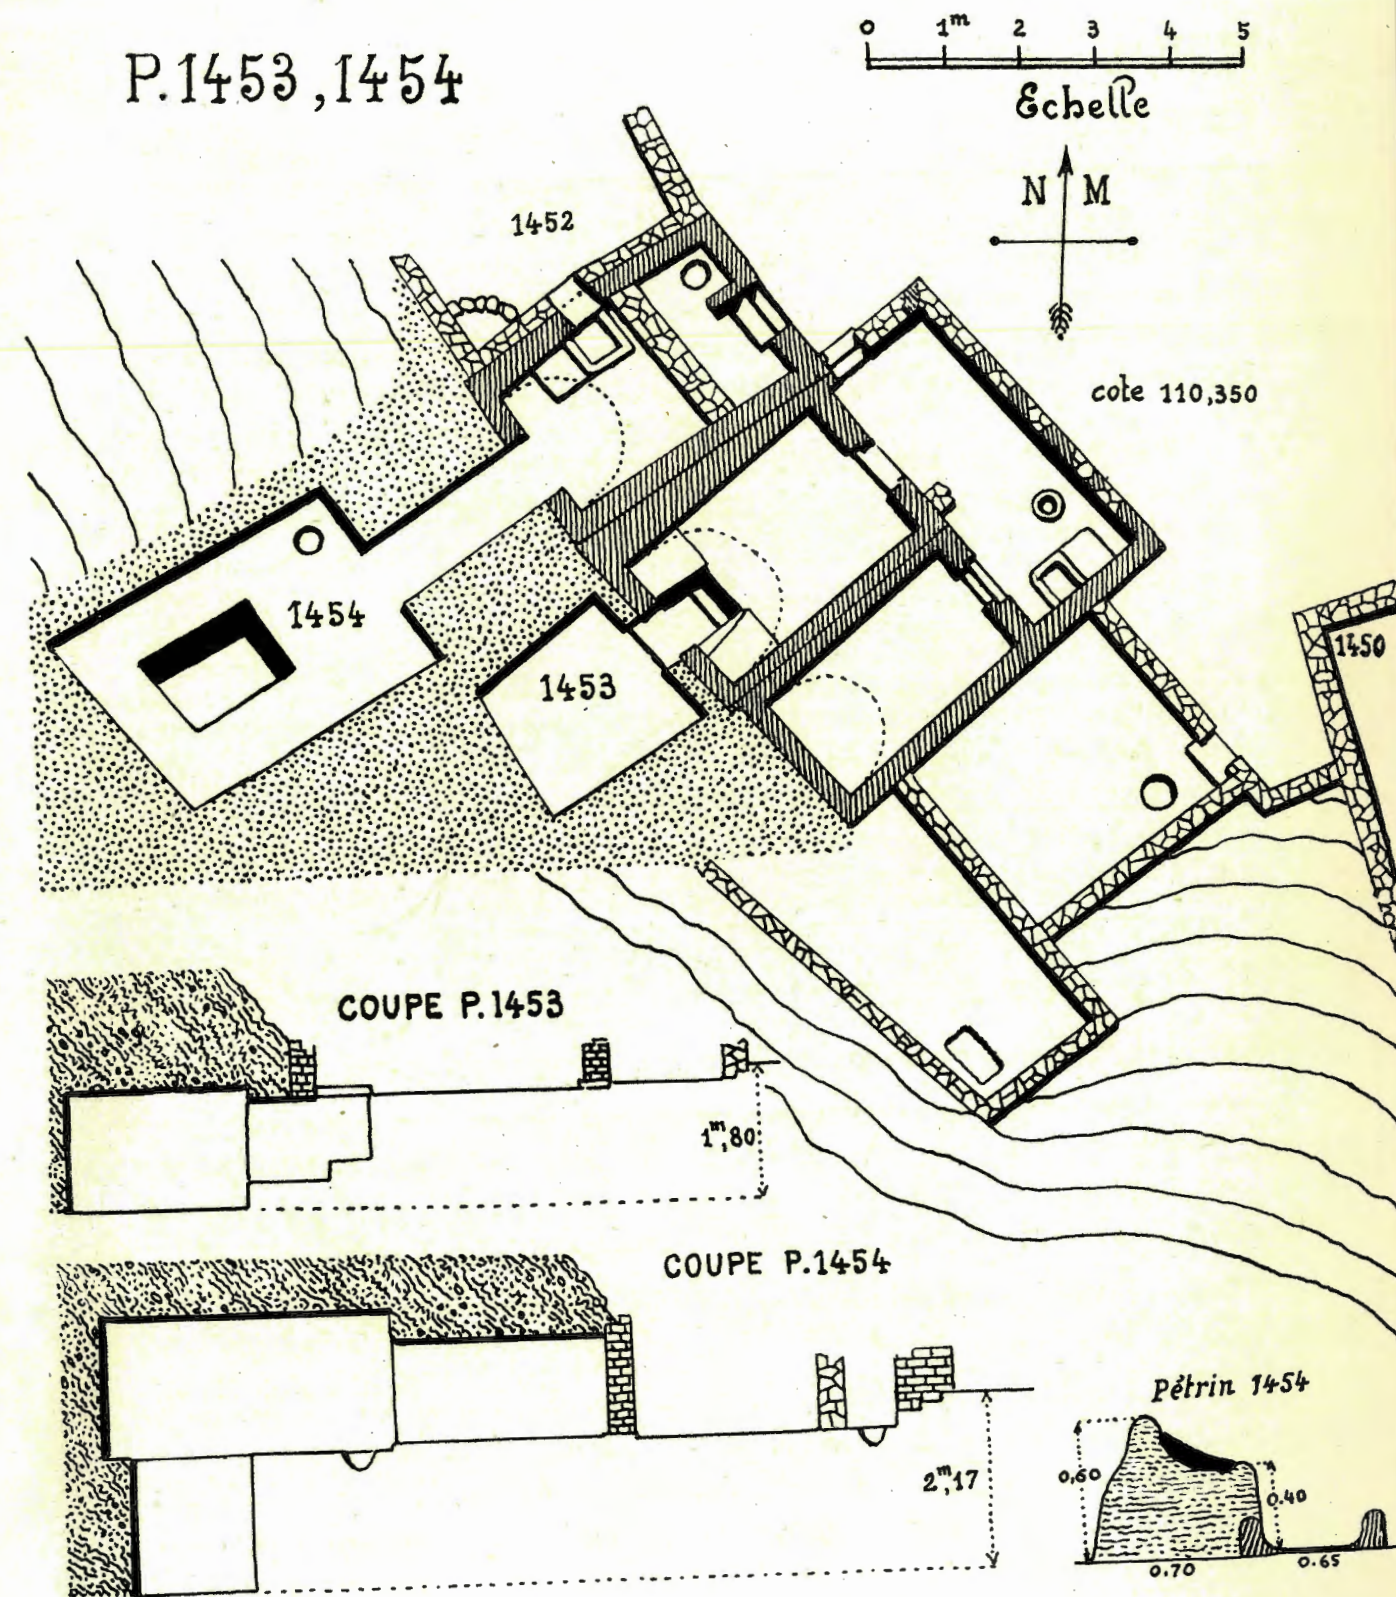 P.1453,1454
0 1ᵐ 2 3 4 5
Echelle
N M
1452
cote 110,350
1454
1453
1450
COUPE P.1453
1ᵐ,80
COUPE P.1454
2ᵐ,17
Pétrin 1454
0,60
0.40
0.70
0.65